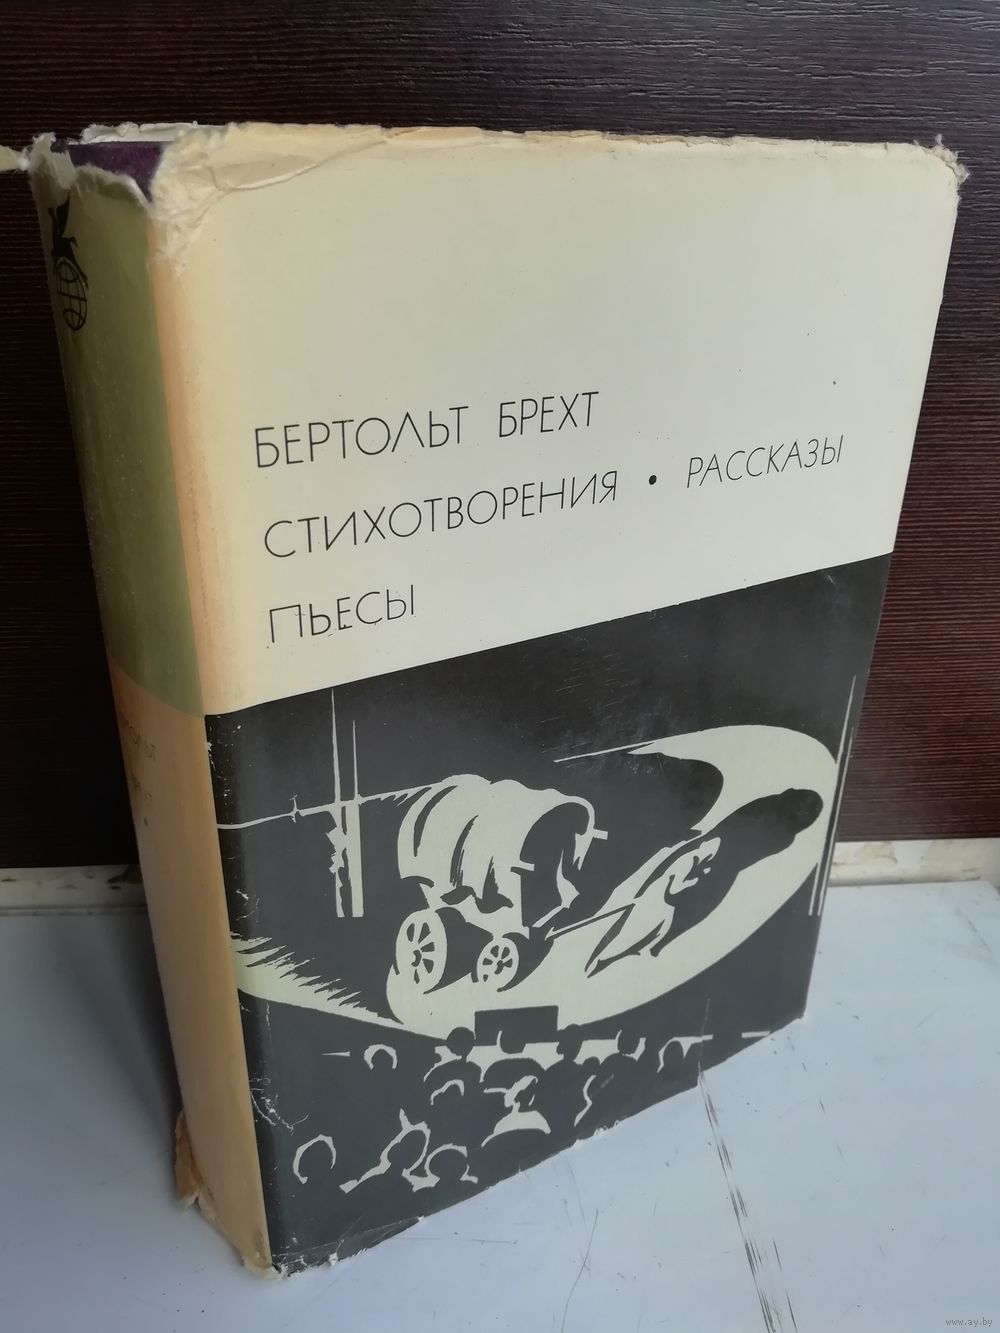 БЕРТОЛЬТ БРЕХТ
СТИХОТВОРЕНИЯ • РАССКАЗЫ
ПЬЕСЫ
www.ay.by